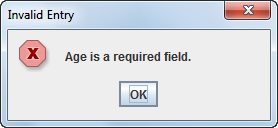 Invalid Entry
Age is a required field.
OK